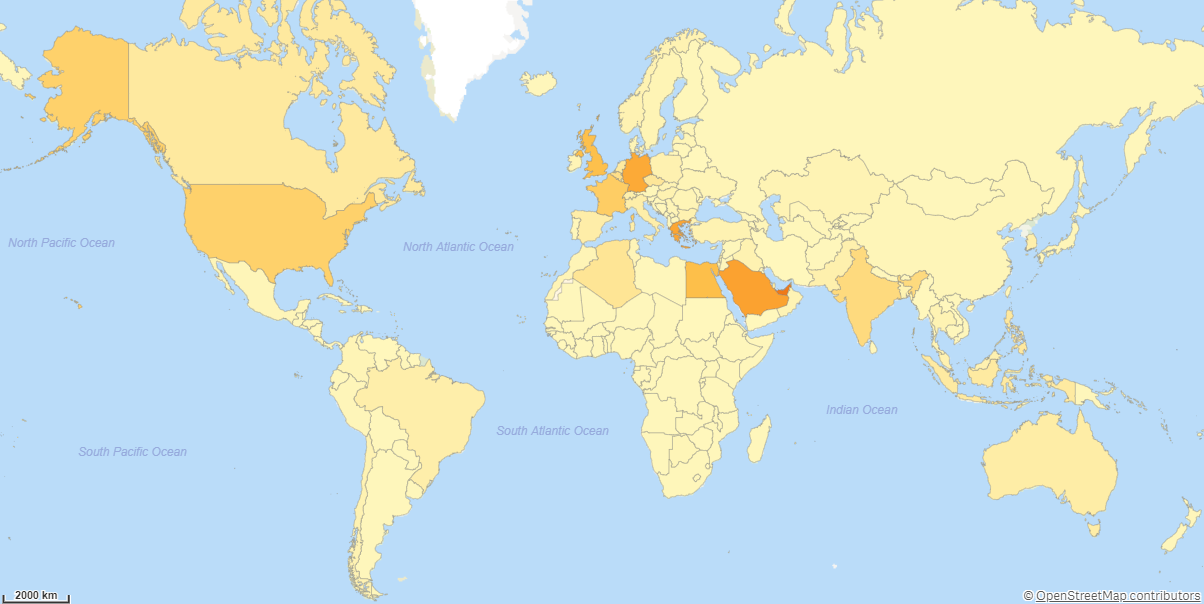 North Pacific Ocean
North Atlantic Ocean
Indian Ocean
South Atlantic Ocean
South Pacific Ocean
2000 km
© OpenStreetMap contributors